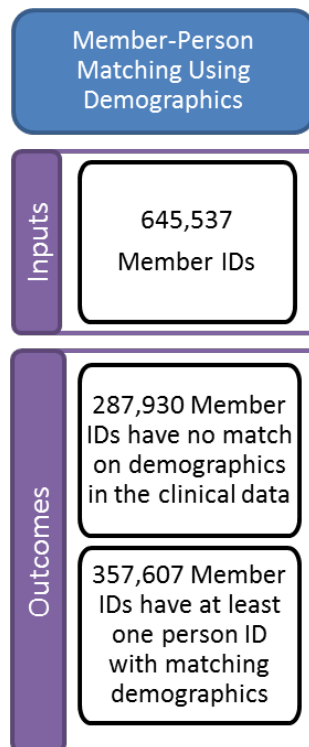 Member-Person
Matching Using
Demographics
Inputs
645,537
Member IDs
Outcomes
287,930 Member
IDs have no match
on demographics
in the clinical data
357,607 Member
IDs have at least
one person ID
with matching
demographics